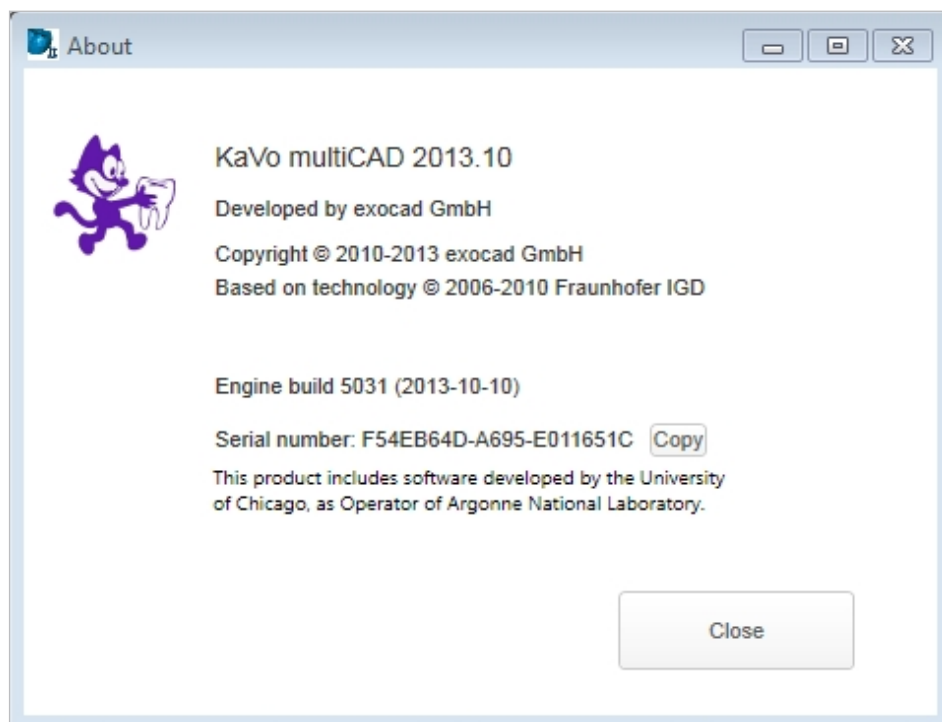 About
KaVo multiCAD 2013.10
Developed by exocad GmbH
Copyright © 2010-2013 exocad GmbH
Based on technology © 2006-2010 Fraunhofer IGD
Engine build 5031 (2013-10-10)
Serial number: F54EB64D-A695-E011651C Copy
This product includes software developed by the University
of Chicago, as Operator of Argonne National Laboratory.
Close